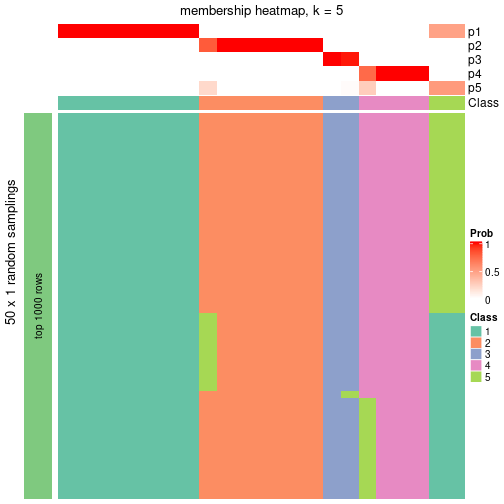 membership heatmap, k = 5
p1
p2
p3
p4
p5
Class
50 x 1 random samplings
top 1000 rows
Prob
1
0.5
0
Class
1
2
3
4
5